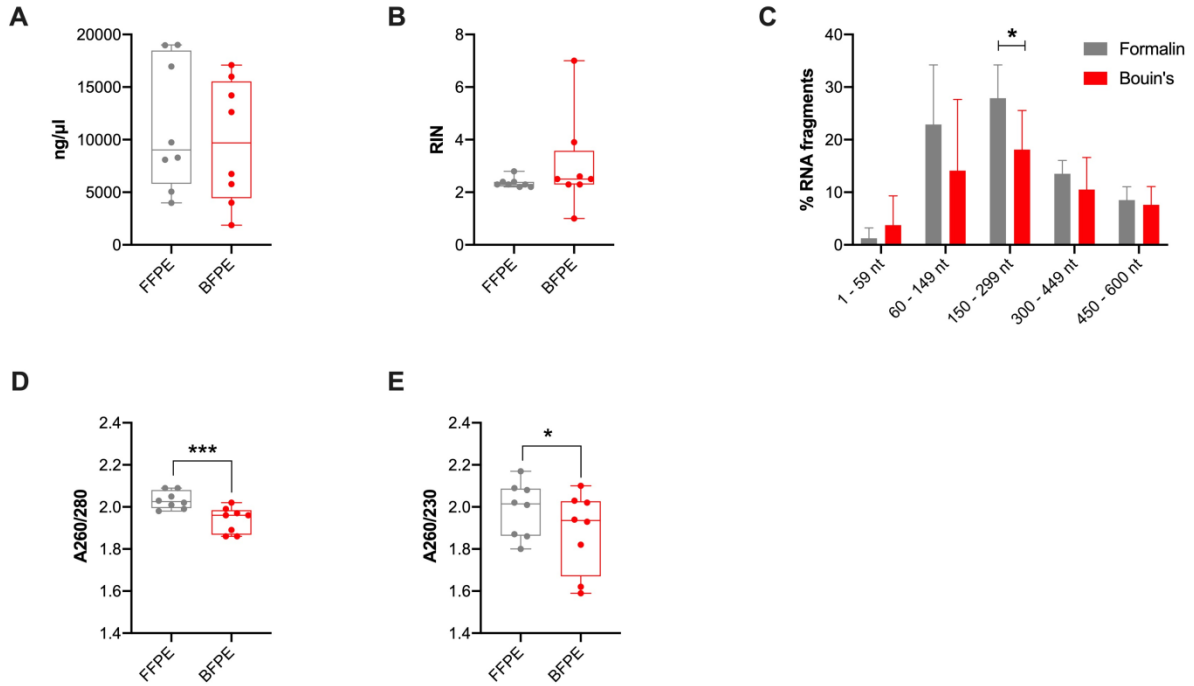 A
20000
15000
10000
5000
0
ng/µl
FFPE
BFPE
B
8
6
4
2
0
RIN
FFPE
BFPE
C
40
30
20
10
0
% RNA fragments
*
Formalin
Bouin's
1 - 59 nt
60 - 149 nt
150 - 299 nt
300 - 449 nt
450 - 600 nt
D
2.4
2.2
2.0
1.8
1.6
1.4
A260/280
***
FFPE
BFPE
E
2.4
2.2
2.0
1.8
1.6
1.4
A260/230
*
FFPE
BFPE